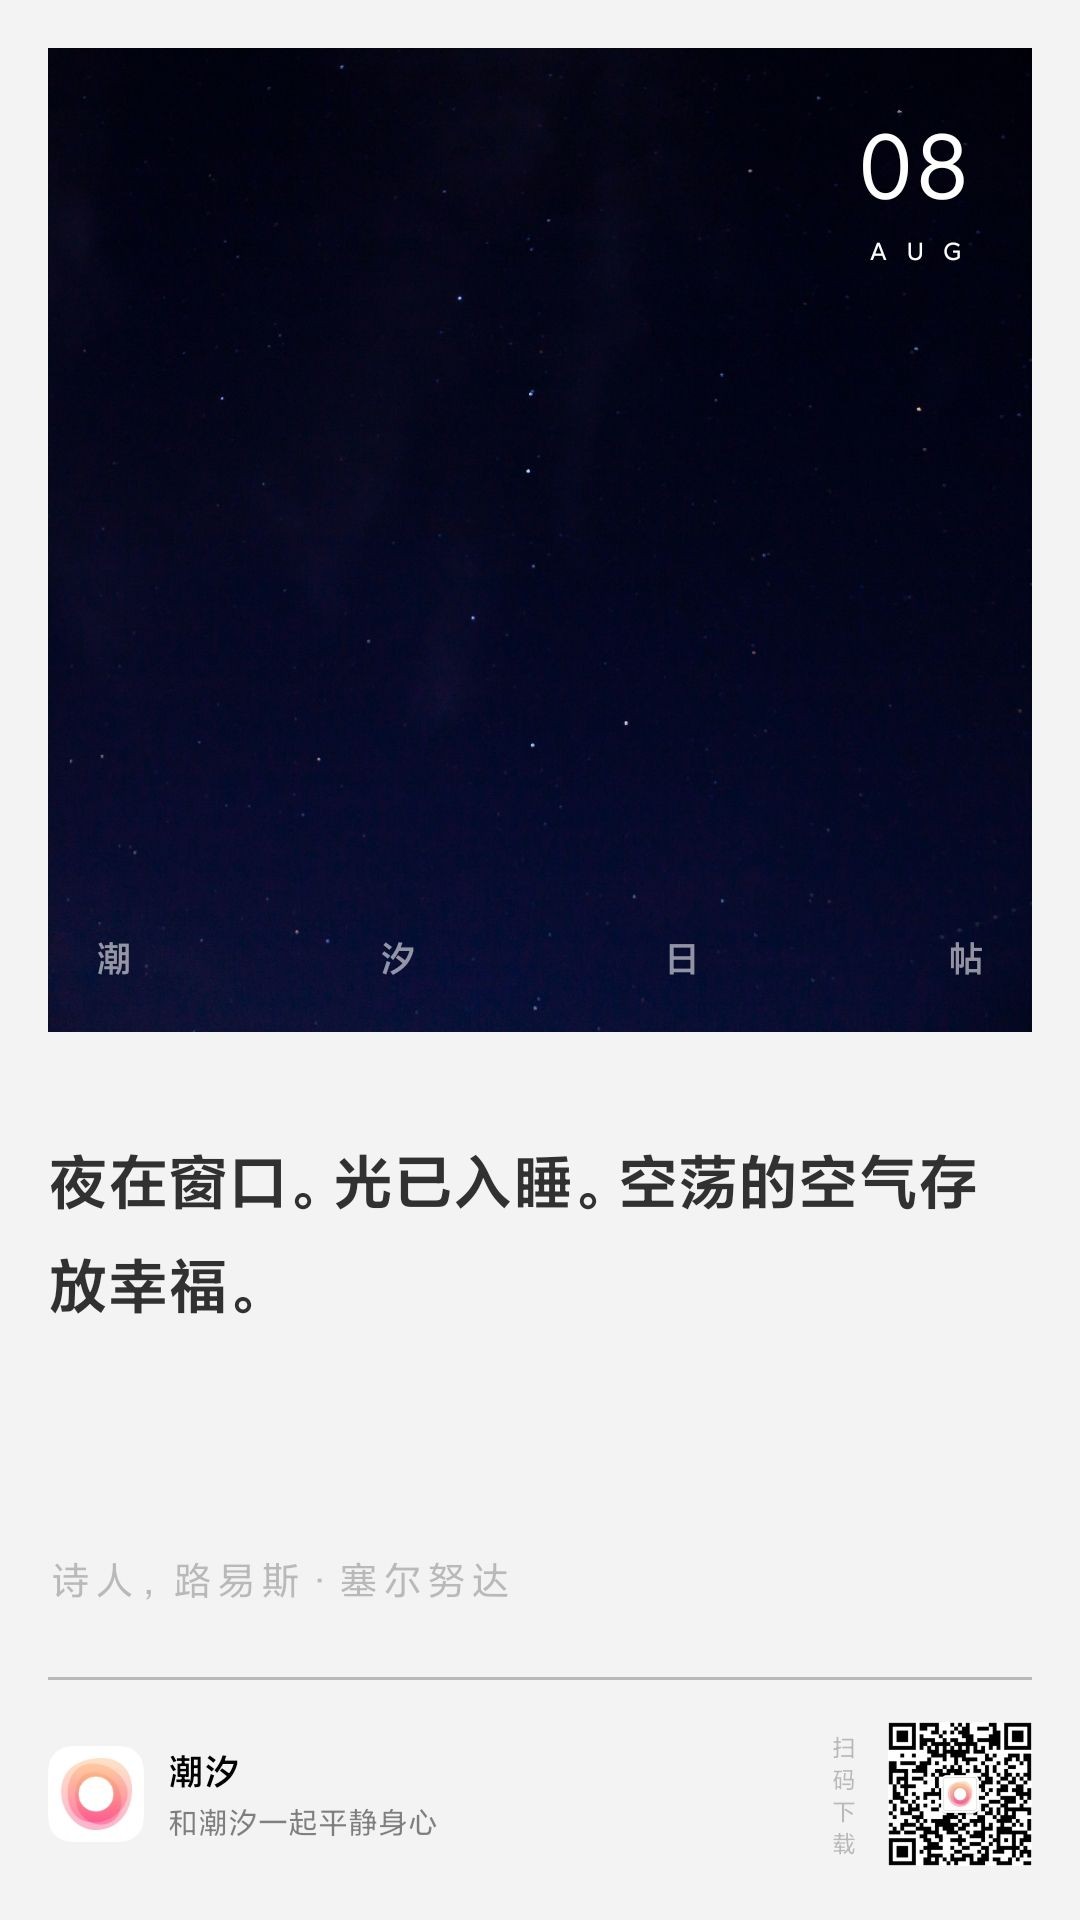 08
AUG
潮汐日帖
夜在窗口。光已入睡。空荡的空气存
放幸福。
诗人，路易斯·塞尔努达
潮汐
和潮汐一起平静身心
扫码下载